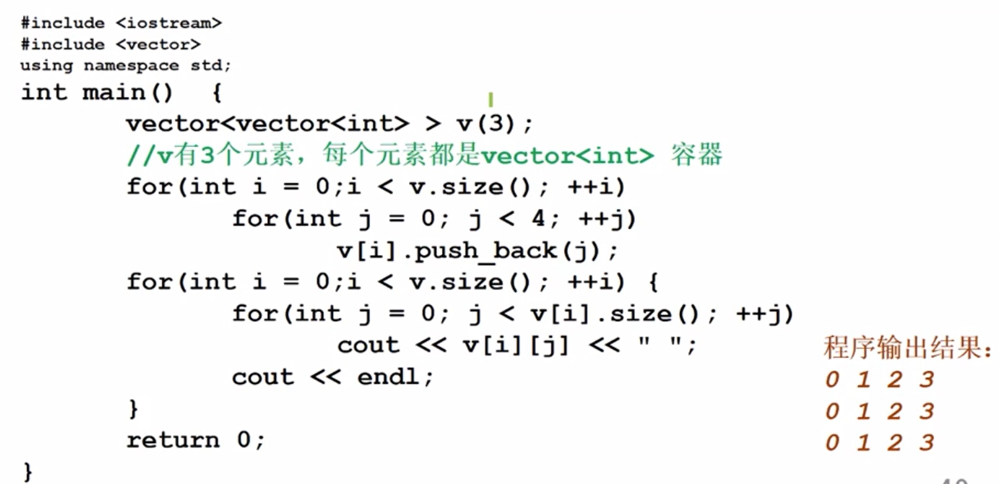 #include <iostream>
#include <vector>
using namespace std;
int main()  {
vector<vector<int> > v(3);
//v有3个元素，每个元素都是vector<int> 容器
for(int i = 0;i < v.size(); ++i)
for(int j = 0; j < 4; ++j)
v[i].push_back(j);
for(int i = 0;i < v.size(); ++i) {
for(int j = 0; j < v[i].size(); ++j)
cout << v[i][j] << " ";
cout << endl;
}
return 0;
}
程序输出结果：
0 1 2 3
0 1 2 3
0 1 2 3